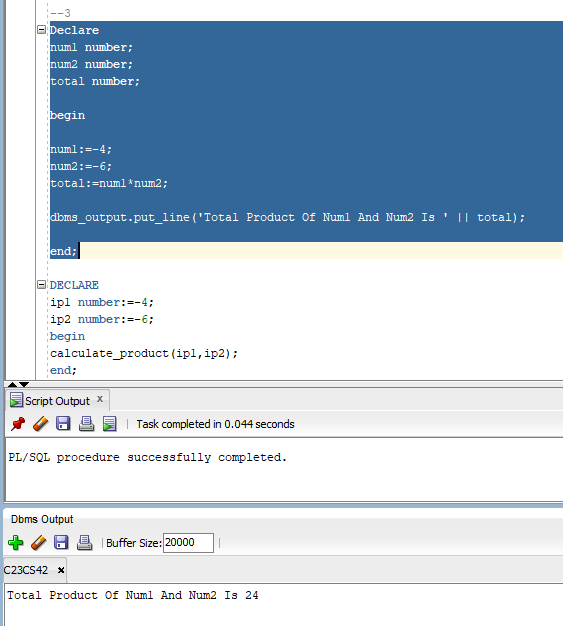 --3
Declare
num1 number;
num2 number;
total number;
begin
num1:=-4;
num2:=-6;
total:=num1*num2;
dbms_output.put_line('Total Product Of Num1 And Num2 Is ' || total);
end;
DECLARE
ip1 number:=-4;
ip2 number:=-6;
begin
calculate_product(ip1,ip2);
end;
Script Output x
Task completed in 0.044 seconds
PL/SQL procedure successfully completed.
Dbms Output
Buffer Size: 20000
C23CS42 x
Total Product Of Num1 And Num2 Is 24